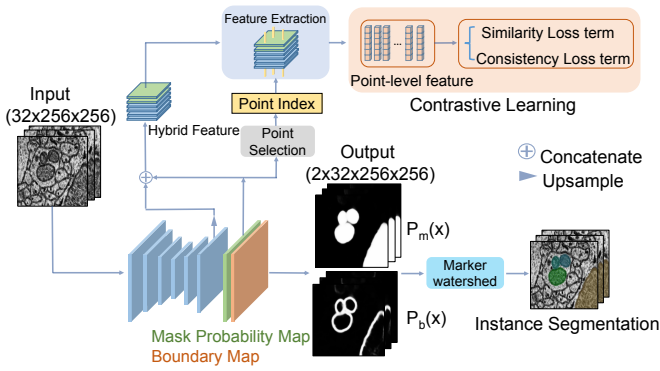 Feature Extraction
Similarity Loss term
Consistency Loss term
...
Point-level feature
Contrastive Learning
Input
(32x256x256)
Hybrid Feature
Point Index
Point
Selection
Output
(2x32x256x256)
Concatenate
Upsample
Pm(x)
Marker
watershed
Pb(x)
Instance Segmentation
Mask Probability Map
Boundary Map